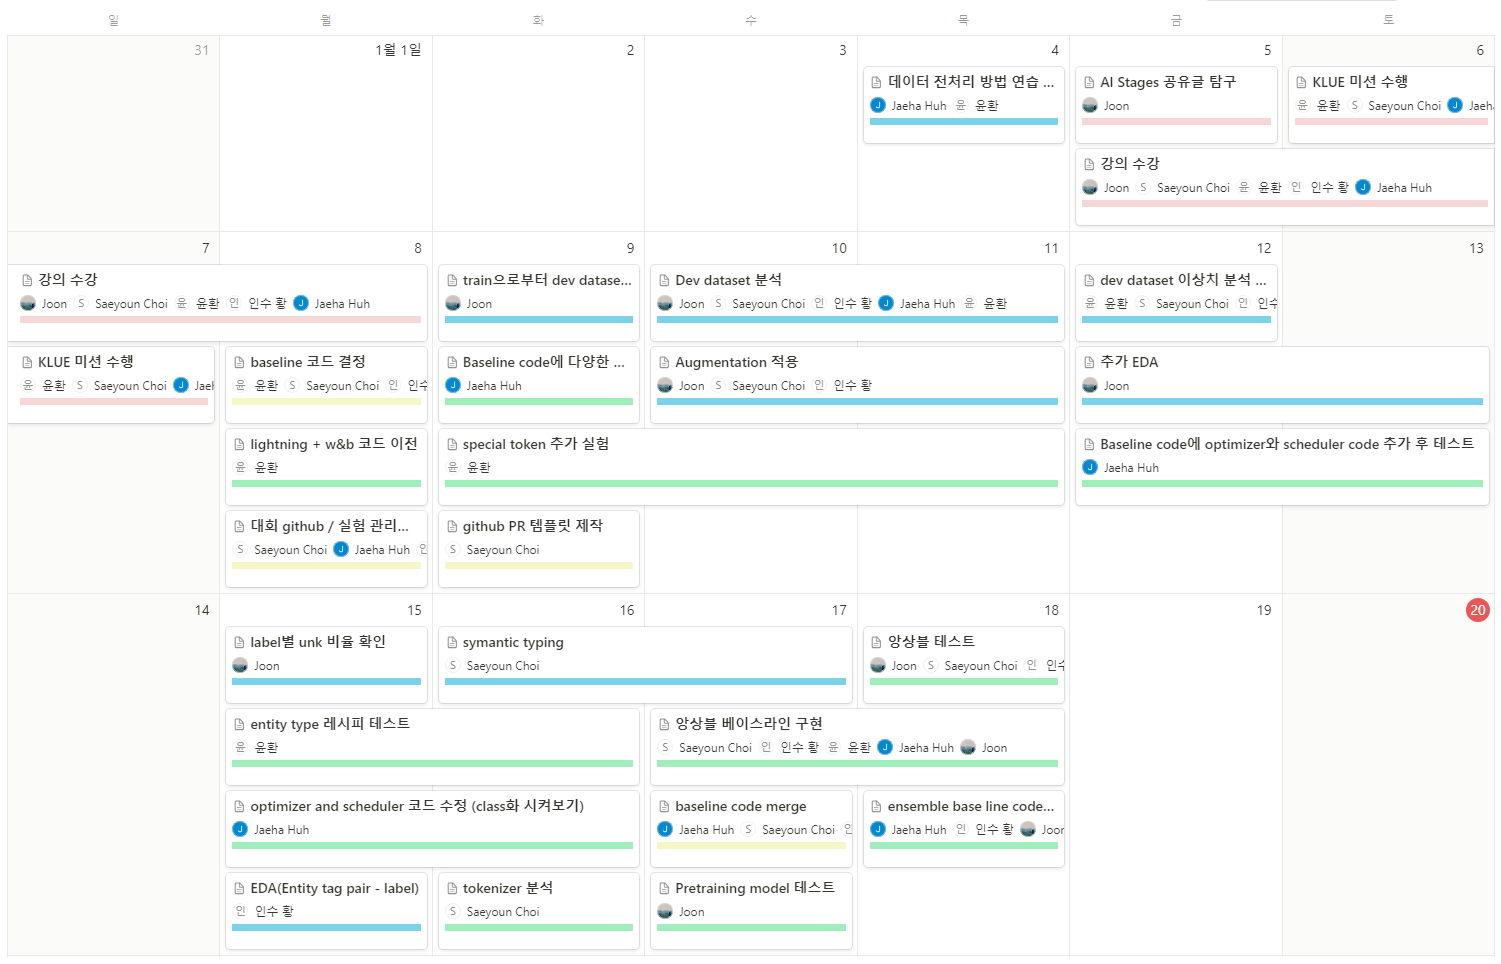 일 월 화 수 목 금 토
31 1월 1일 2 3 4 5 6
데이터 전처리 방법 연습 ...
J Jaeha Huh 윤 윤환
AI Stages 공유글 탐구
Joon
KLUE 미션 수행
윤 윤환 S Saeyoun Choi J Jaeh
강의 수강
Joon S Saeyoun Choi 윤 윤환 인 인수 황 J Jaeha Huh
7 8 9 10 11 12 13
강의 수강
Joon S Saeyoun Choi 윤 윤환 인 인수 황 J Jaeha Huh
train으로부터 dev datase...
Joon
Dev dataset 분석
Joon S Saeyoun Choi 인 인수 황 J Jaeha Huh 윤 윤환
dev dataset 이상치 분석 ...
윤 윤환 S Saeyoun Choi 인 인수
KLUE 미션 수행
윤 윤환 S Saeyoun Choi J Jaeh
baseline 코드 결정
윤 윤환 S Saeyoun Choi 인 인수
Baseline code에 다양한 ...
J Jaeha Huh
Augmentation 적용
Joon S Saeyoun Choi 인 인수 황
추가 EDA
Joon
lightning + w&b 코드 이전
윤 윤환
special token 추가 실험
윤 윤환
Baseline code에 optimizer와 scheduler code 추가 후 테스트
J Jaeha Huh
대회 github / 실험 관리...
S Saeyoun Choi J Jaeha Huh 인
github PR 템플릿 제작
S Saeyoun Choi
14 15 16 17 18 19 20
label별 unk 비율 확인
Joon
symantic typing
S Saeyoun Choi
앙상블 테스트
Joon S Saeyoun Choi 인 인수
entity type 레시피 테스트
윤 윤환
앙상블 베이스라인 구현
S Saeyoun Choi 인 인수 황 윤 윤환 J Jaeha Huh Joon
optimizer and scheduler 코드 수정 (class화 시켜보기)
J Jaeha Huh
baseline code merge
J Jaeha Huh S Saeyoun Choi 인
ensemble base line code...
J Jaeha Huh 인 인수 황 Joon
EDA(Entity tag pair - label)
인 인수 황
tokenizer 분석
S Saeyoun Choi
Pretraining model 테스트
Joon